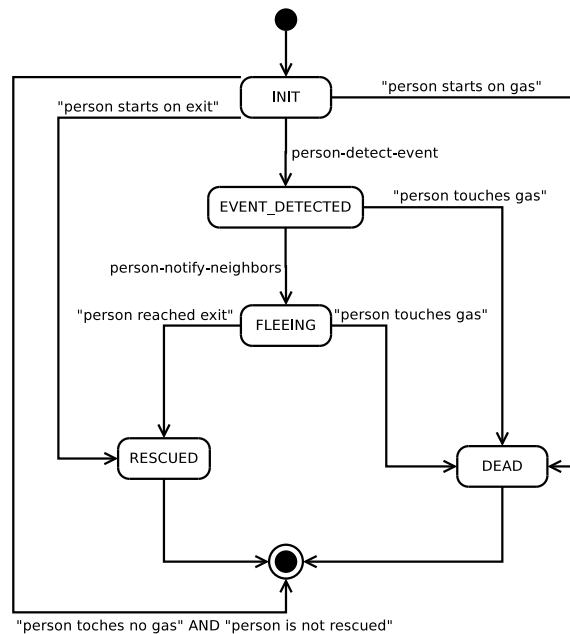 "person starts on gas"
INIT
"person starts on exit"
person-detect-event
"person touches gas"
EVENT_DETECTED
person-notify-neighbors
"person reached exit"
FLEEING
"person touches gas"
RESCUED
DEAD
"person toches no gas" AND "person is not rescued"